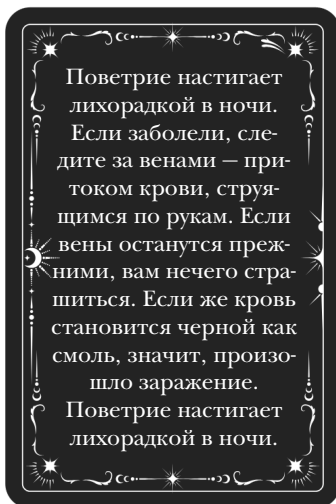 Поветрие настигает
лихорадкой в ночи.
Если заболели, сле-
дите за венами — при-
током крови, струя-
щимся по рукам. Если
вены останутся преж-
ними, вам нечего стра-
шиться. Если же кровь
становится черной как
смоль, значит, произо-
шло заражение.
Поветрие настигает
лихорадкой в ночи.